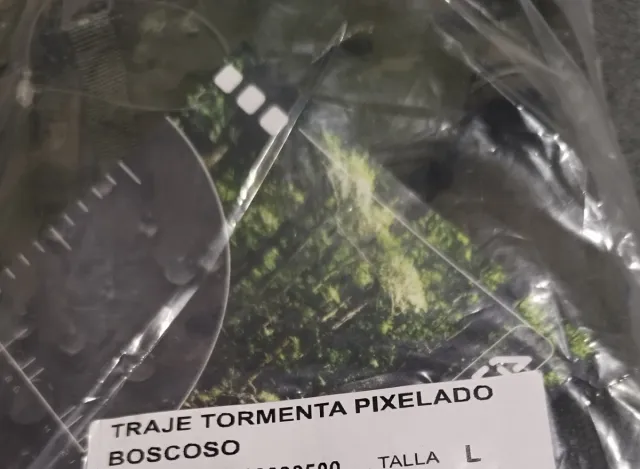 TRAJE TORMENTA PIXELADO
BOSCOSO
TALLA L